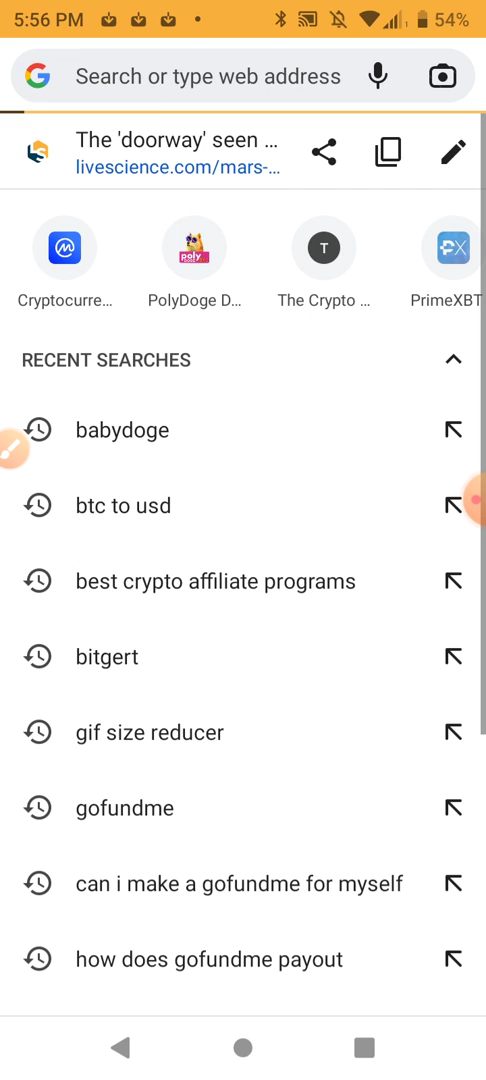 5:56 PM 54%
Search or type web address
The 'doorway' seen ...
livescience.com/mars-...
Cryptocurre... PolyDoge D... The Crypto ... PrimeXBT
poly
T
PX
RECENT SEARCHES
babydoge
btc to usd
best crypto affiliate programs
bitgert
gif size reducer
gofundme
can i make a gofundme for myself
how does gofundme payout